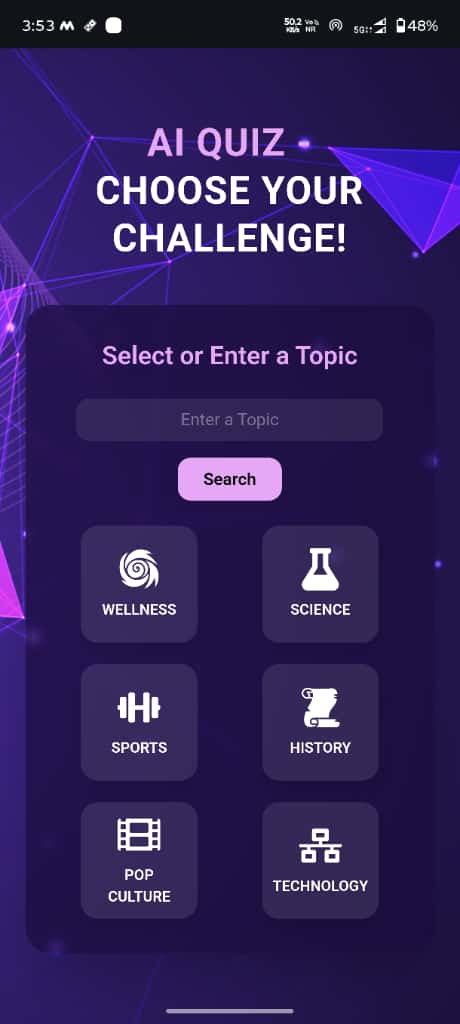 3:53
50.2 Vo
KB/s NR
5G
48%
AI QUIZ
CHOOSE YOUR
CHALLENGE!
Select or Enter a Topic
Enter a Topic
Search
WELLNESS
SCIENCE
SPORTS
HISTORY
POP
CULTURE
TECHNOLOGY